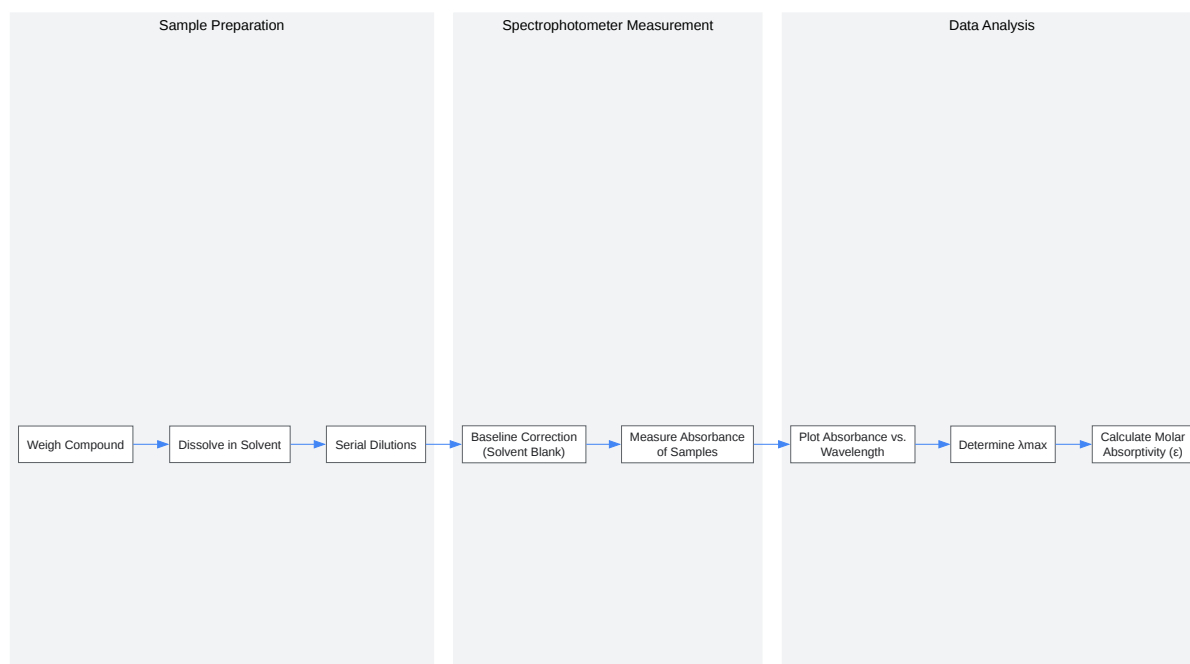 Sample Preparation
Spectrophotometer Measurement
Data Analysis
Weigh Compound
Dissolve in Solvent
Serial Dilutions
Baseline Correction
(Solvent Blank)
Measure Absorbance
of Samples
Plot Absorbance vs.
Wavelength
Determine λmax
Calculate Molar
Absorptivity (ε)